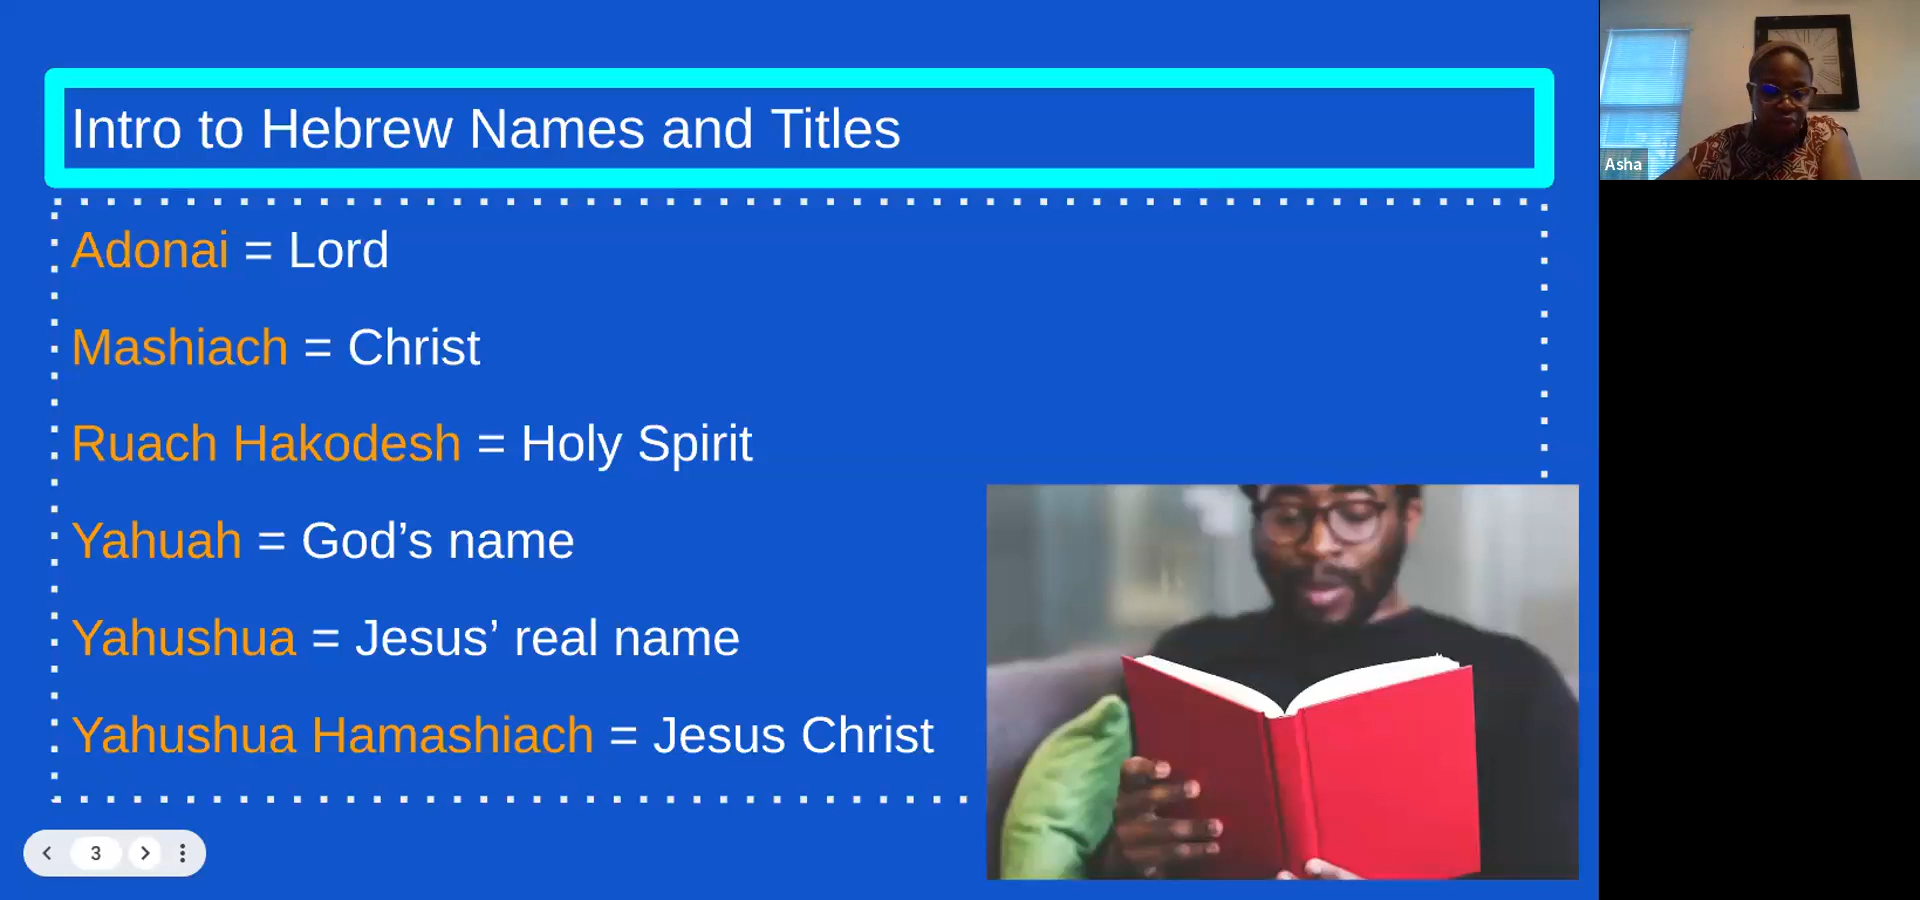 Intro to Hebrew Names and Titles
Adonai = Lord
Mashiach = Christ
Ruach Hakodesh = Holy Spirit
Yahuah = God’s name
Yahushua = Jesus’ real name
Yahushua Hamashiach = Jesus Christ
3
Asha